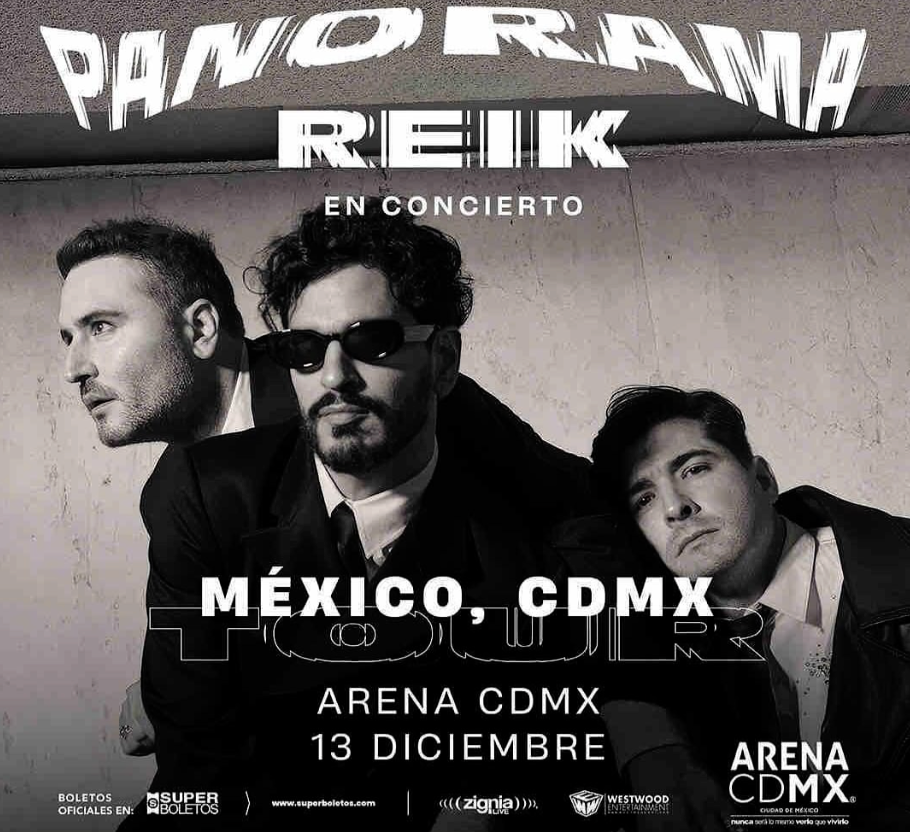 PANORAMA
REIK
EN CONCIERTO
MÉXICO, CDMX
TOUR
ARENA CDMX
13 DICIEMBRE
BOLETOS
OFICIALES EN:
SUPER
BOLETOS
www.superboletos.com
zignia
LIVE
WESTWOOD
ENTERTAINMENT
ARENA
CDMX
CIUDAD DE MÉXICO
nunca será lo mismo verlo que vivirlo